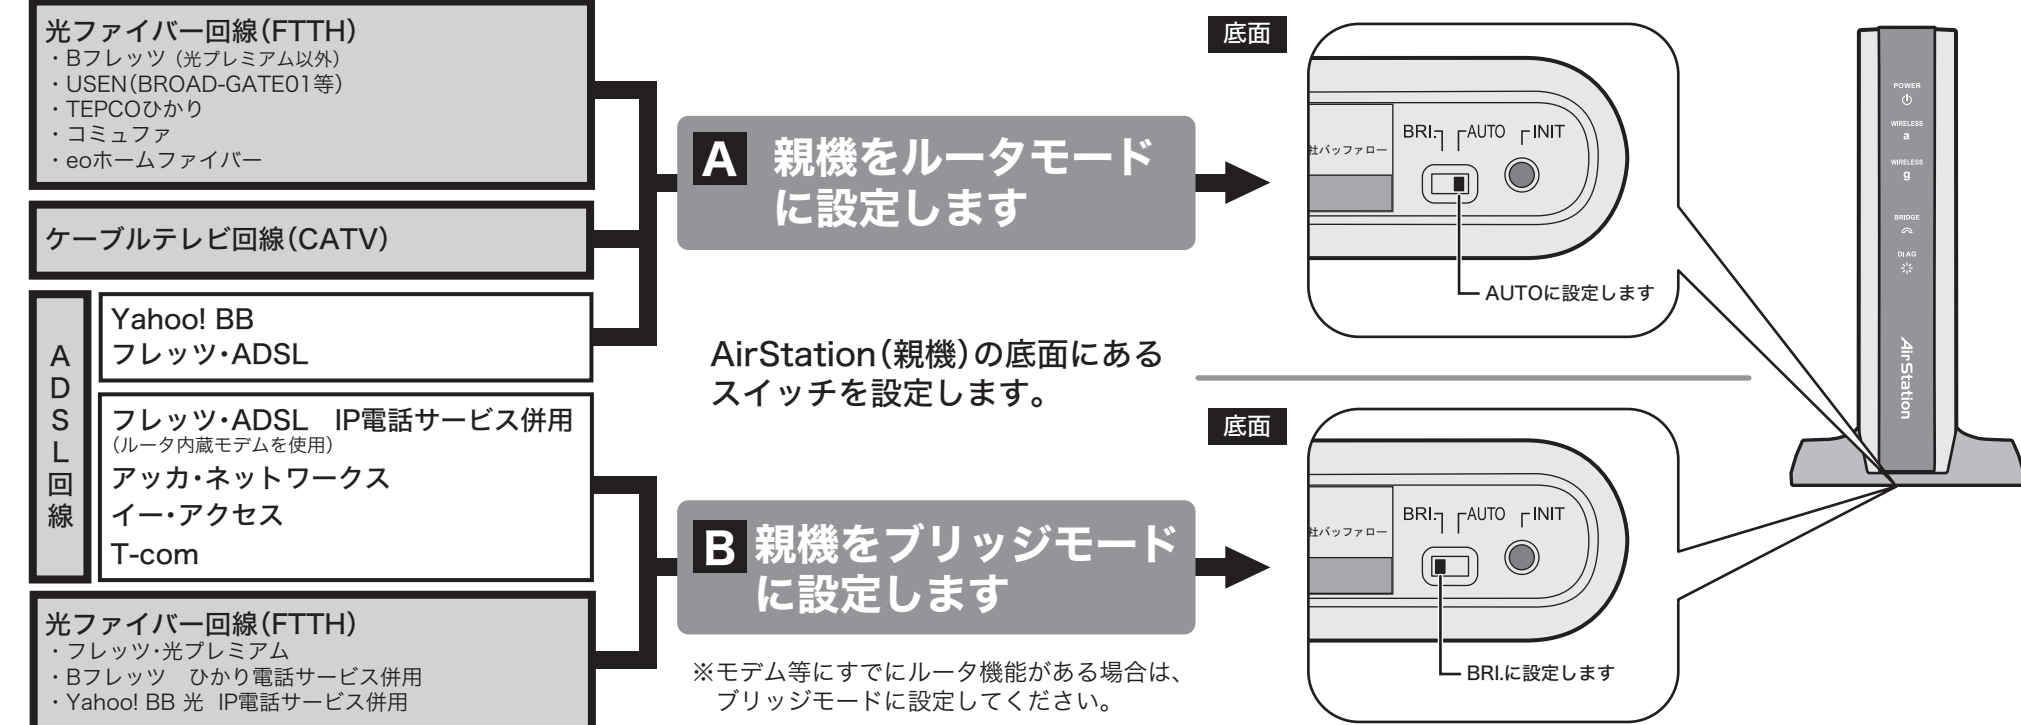 光ファイバー回線(FTTH)
・Bフレッツ（光プレミアム以外）
・USEN(BROAD-GATE01等)
・TEPCOひかり
・コミュファ
・eoホームファイバー
ケーブルテレビ回線(CATV)
ADSL回線
Yahoo! BB
フレッツ・ADSL
フレッツ・ADSL　IP電話サービス併用
（ルータ内蔵モデムを使用）
アッカ・ネットワークス
イー・アクセス
T-com
光ファイバー回線(FTTH)
・フレッツ・光プレミアム
・Bフレッツ　ひかり電話サービス併用
・Yahoo! BB 光 IP電話サービス併用
A 親機をルータモード
に設定します
AirStation(親機)の底面にある
スイッチを設定します。
B 親機をブリッジモード
に設定します
※モデム等にすでにルータ機能がある場合は、
ブリッジモードに設定してください。
底面
BRI. AUTO INIT
社バッファロー
AUTOに設定します
底面
BRI. AUTO INIT
社バッファロー
BRI.に設定します
POWER
WIRELESS
a
WIRELESS
g
BRIDGE
DIAG
AirStation